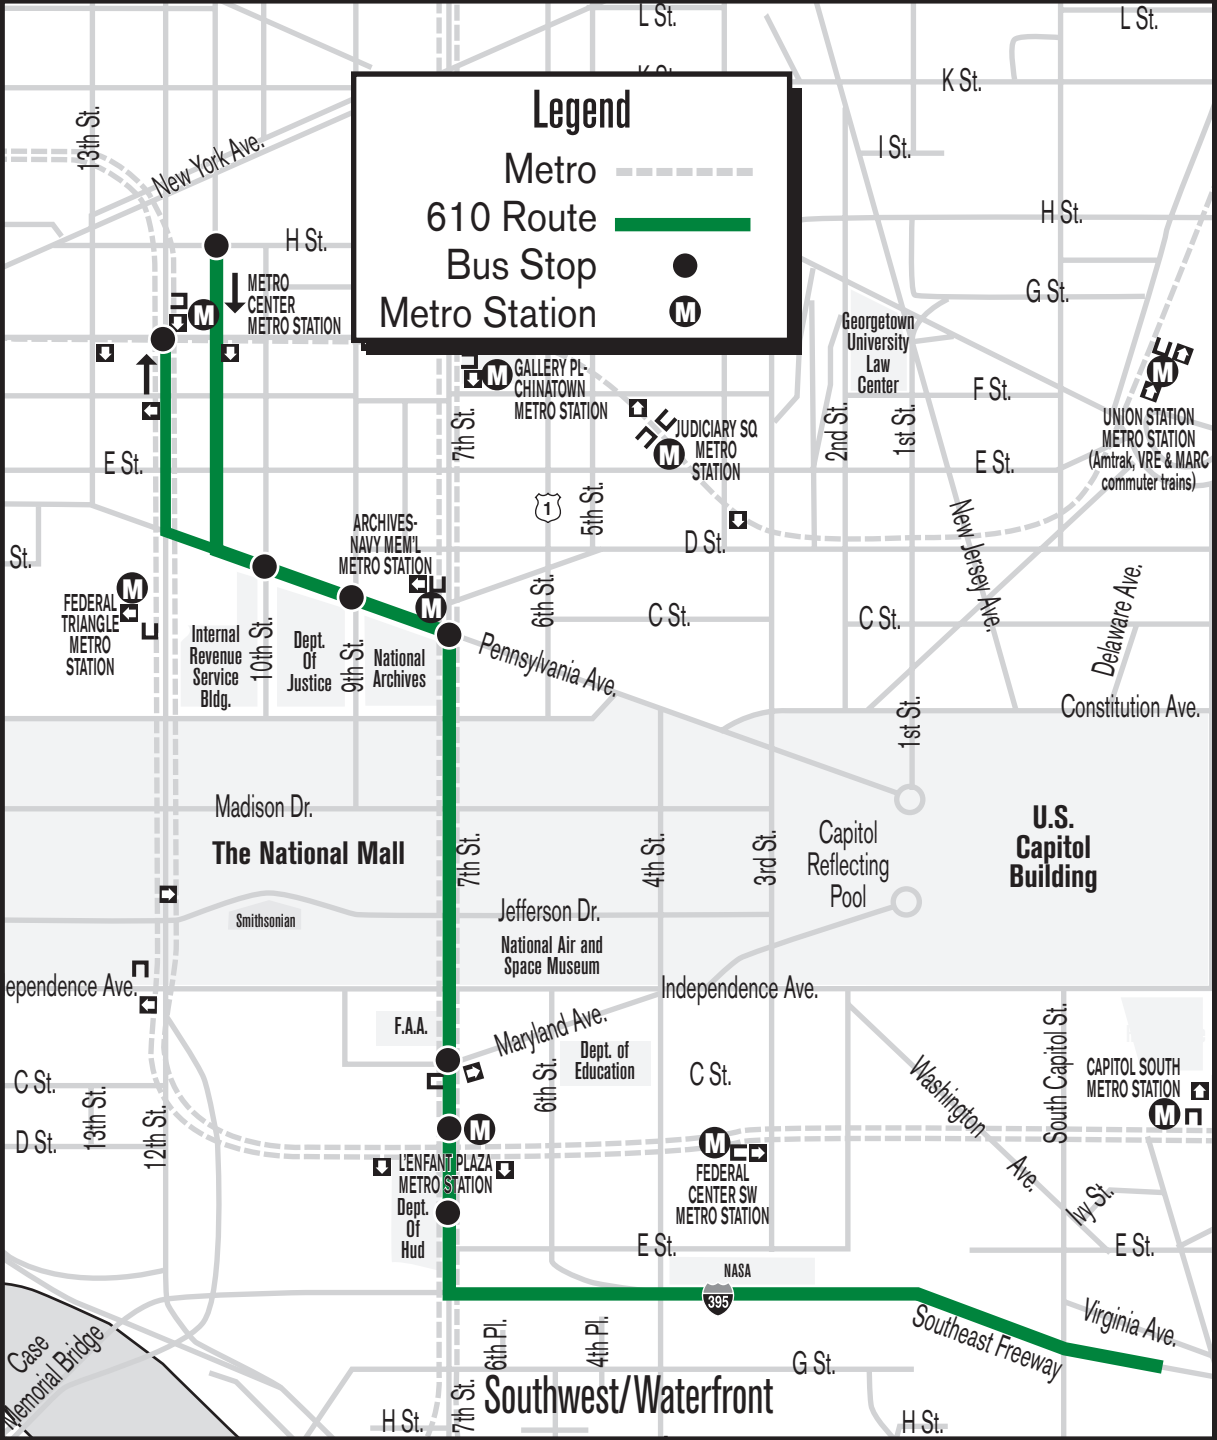 L St.
L St.
K St.
K St.
Legend
Metro
610 Route
Bus Stop
Metro Station
M
13th St.
New York Ave.
I St.
H St.
H St.
G St.
METRO
CENTER
METRO STATION
M
Georgetown
University
Law
Center
M
GALLERY PL-
CHINATOWN
METRO STATION
M
F St.
UNION STATION
METRO STATION
(Amtrak, VRE & MARC
commuter trains)
7th St.
JUDICIARY SQ
METRO
STATION
M
2nd St.
1st St.
E St.
E St.
1
5th St.
New Jersey Ave.
ARCHIVES-
NAVY MEM'L
METRO STATION
M
D St.
St.
M
FEDERAL
TRIANGLE
METRO
STATION
6th St.
C St.
C St.
Delaware Ave.
Internal
Revenue
Service
Bldg.
10th St.
Dept.
Of
Justice
9th St.
National
Archives
Pennsylvania Ave.
Constitution Ave.
1st St.
Madison Dr.
The National Mall
7th St.
4th St.
3rd St.
Capitol
Reflecting
Pool
U.S.
Capitol
Building
Smithsonian
Jefferson Dr.
National Air and
Space Museum
ependence Ave.
Independence Ave.
F.A.A.
Maryland Ave.
Dept. of
Education
6th St.
C St.
C St.
Washington
Ave.
South Capitol St.
CAPITOL SOUTH
METRO STATION
M
13th St.
12th St.
D St.
M
L'ENFANT PLAZA
METRO STATION
M
FEDERAL
CENTER SW
METRO STATION
Dept.
Of
Hud
Ivy St.
E St.
E St.
NASA
395
Southeast Freeway
Virginia Ave.
Case
Memorial Bridge
6th Pl.
4th Pl.
G St.
Southwest/Waterfront
7th St.
H St.
H St.